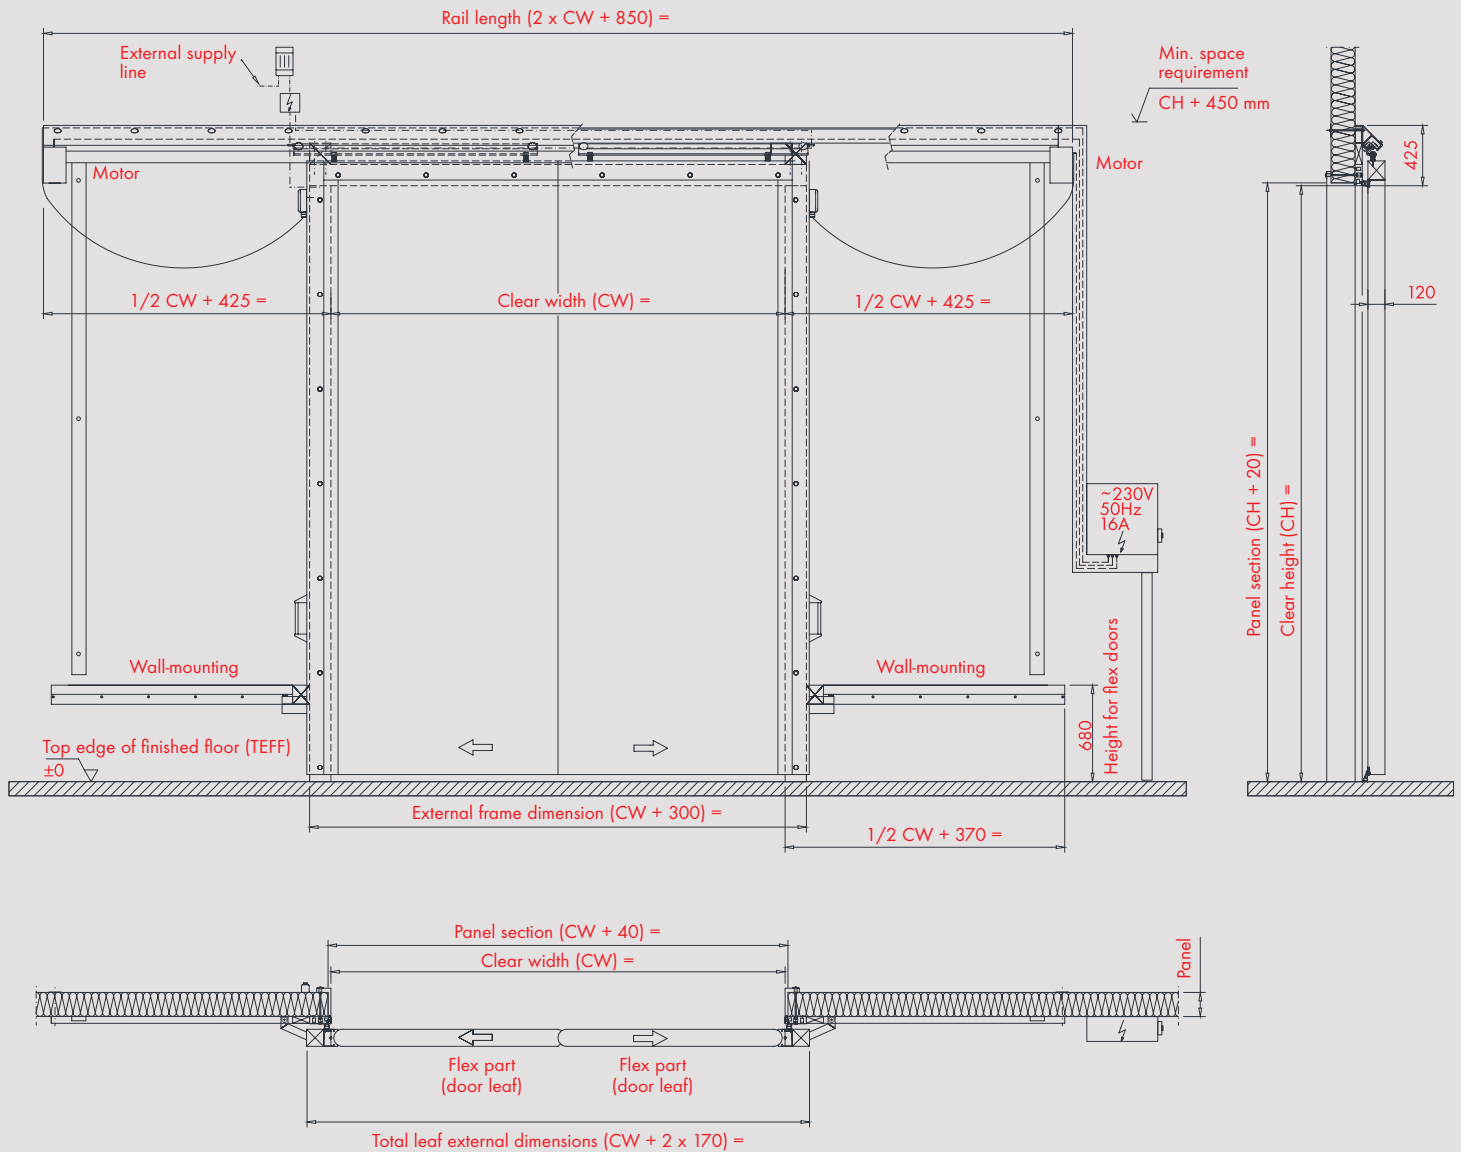 Rail length (2 x CW + 850) =
External supply
line
Min. space
requirement
CH + 450 mm
Motor
Motor
425
1/2 CW + 425 =
Clear width (CW) =
1/2 CW + 425 =
120
~230V
50Hz
16A
Panel section (CH + 20) =
Clear height (CH) =
Wall-mounting
Wall-mounting
680
Height for flex doors
Top edge of finished floor (TEFF)
±0
External frame dimension (CW + 300) =
1/2 CW + 370 =
Panel section (CW + 40) =
Clear width (CW) =
Panel
Flex part
(door leaf)
Flex part
(door leaf)
Total leaf external dimensions (CW + 2 x 170) =